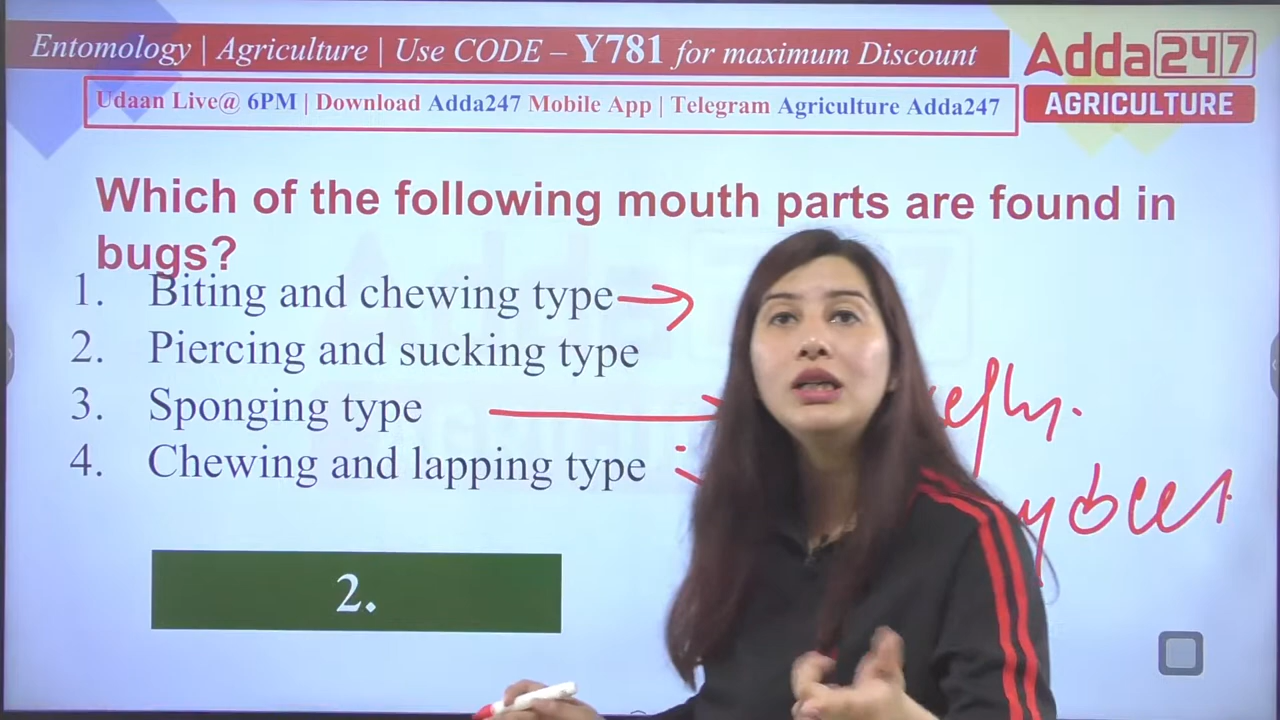 Entomology | Agriculture | Use CODE – Y781 for maximum Discount
Adda247
Udaan Live@ 6PM | Download Adda247 Mobile App | Telegram Agriculture Adda247
AGRICULTURE
Which of the following mouth parts are found in
bugs?
1. Biting and chewing type
2. Piercing and sucking type
3. Sponging type
4. Chewing and lapping type
2.